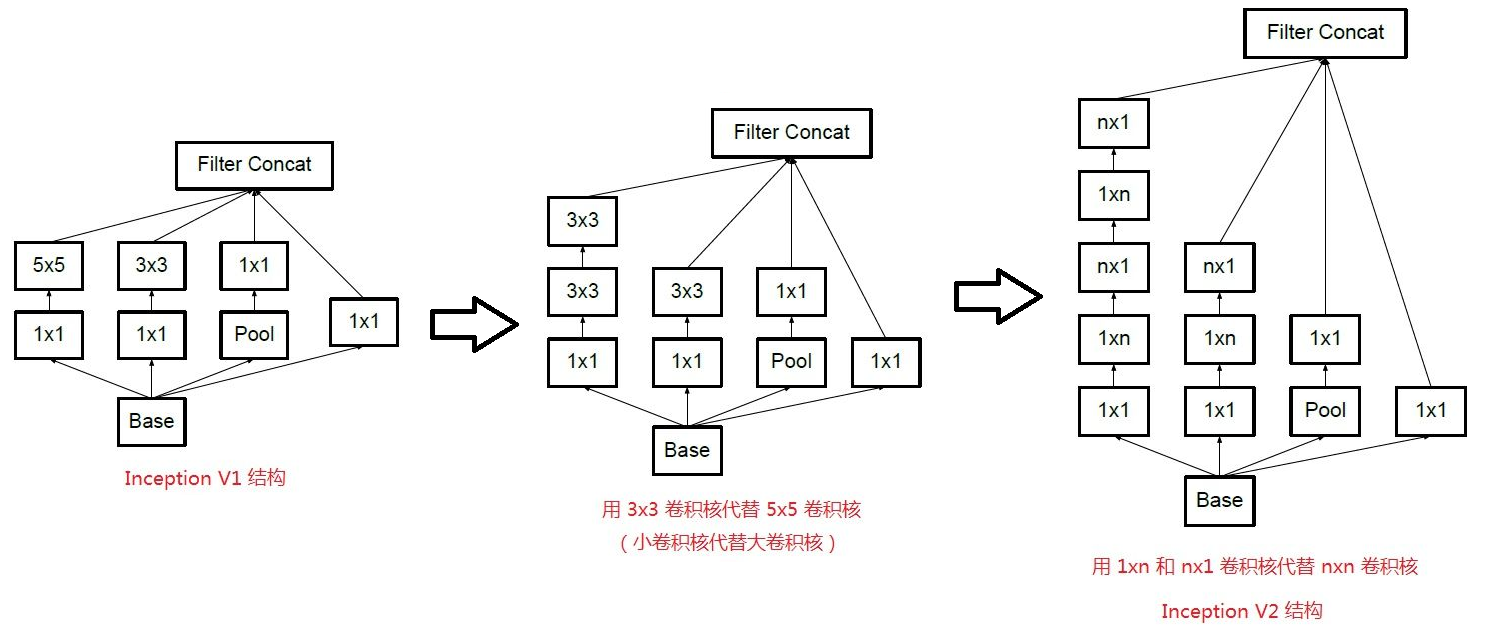 Filter Concat
5x5
3x3
1x1
1x1
1x1
1x1
Pool
Base
Inception V1 结构
Filter Concat
3x3
3x3
3x3
1x1
1x1
1x1
Pool
1x1
Base
用 3x3 卷积核代替 5x5 卷积核
( 小卷积核代替大卷积核 )
Filter Concat
nx1
1xn
nx1
nx1
1xn
1xn
1x1
1x1
1x1
Pool
1x1
Base
用 1xn 和 nx1 卷积核代替 nxn 卷积核
Inception V2 结构